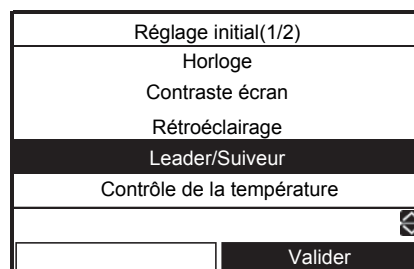 Réglage initial(1/2)
Horloge
Contraste écran
Rétroéclairage
Leader/Suiveur
Contrôle de la température
Valider